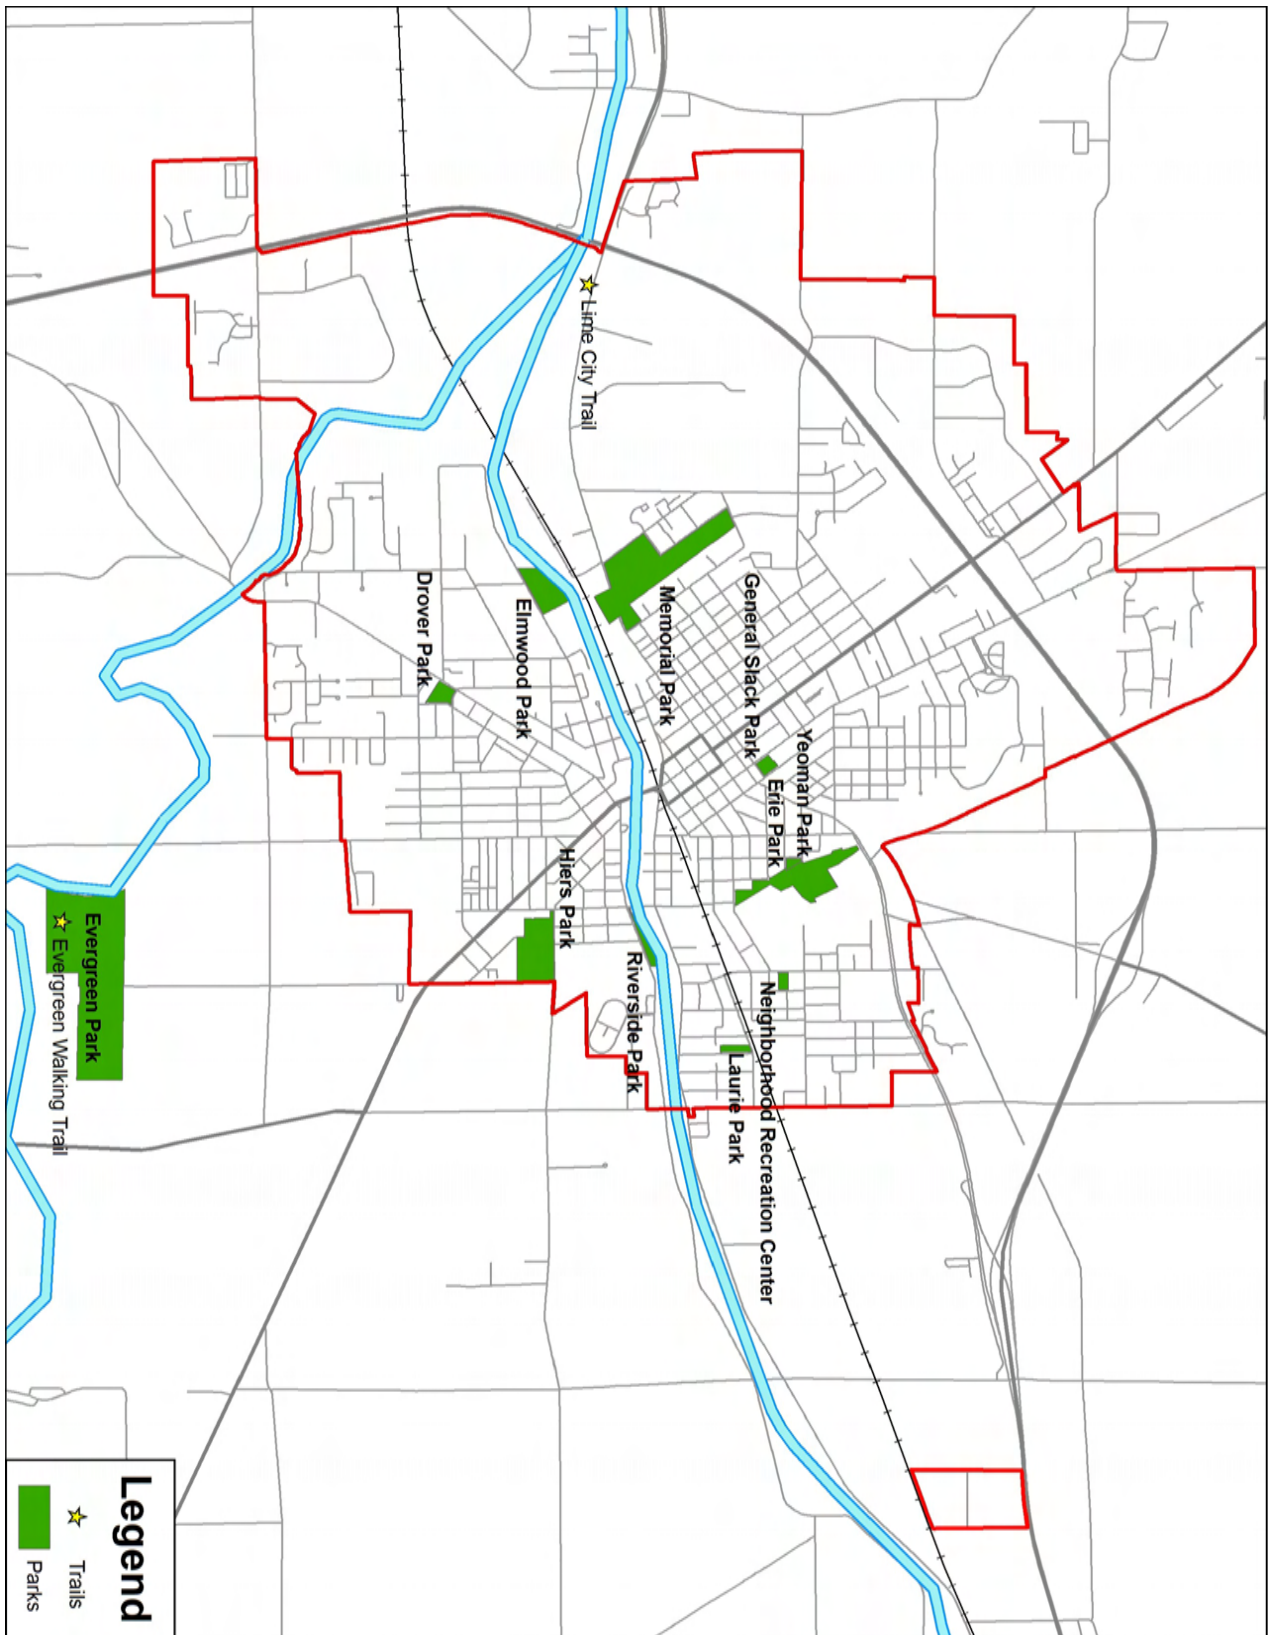 Lime City Trail
General Slack Park
Memorial Park
Yeoman Park
Erie Park
Elmwood Park
Drover Park
Hiers Park
Riverside Park
Neighborhood Recreation Center
Laurie Park
Evergreen Park
Evergreen Walking Trail
Legend
Trails
Parks